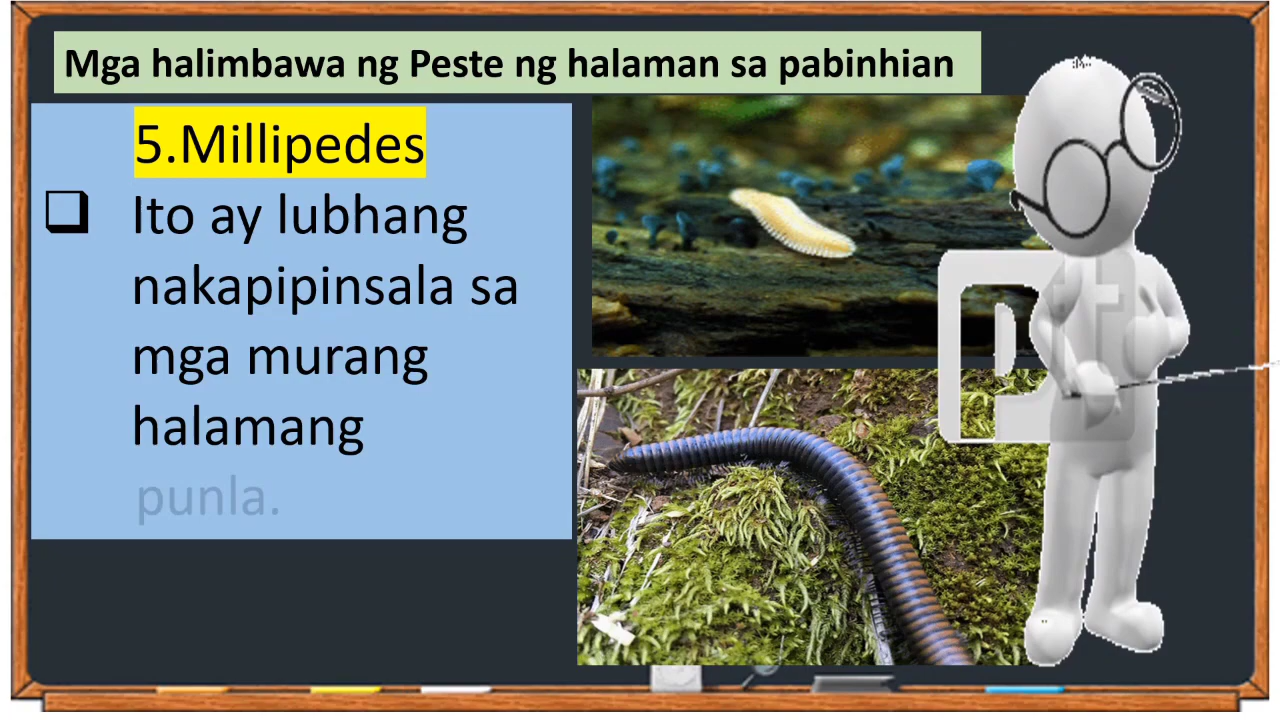 Mga halimbawa ng Peste ng halaman sa pabinhian
5.Millipedes
❑ Ito ay lubhang
nakapipinsala sa
mga murang
halamang
punla.